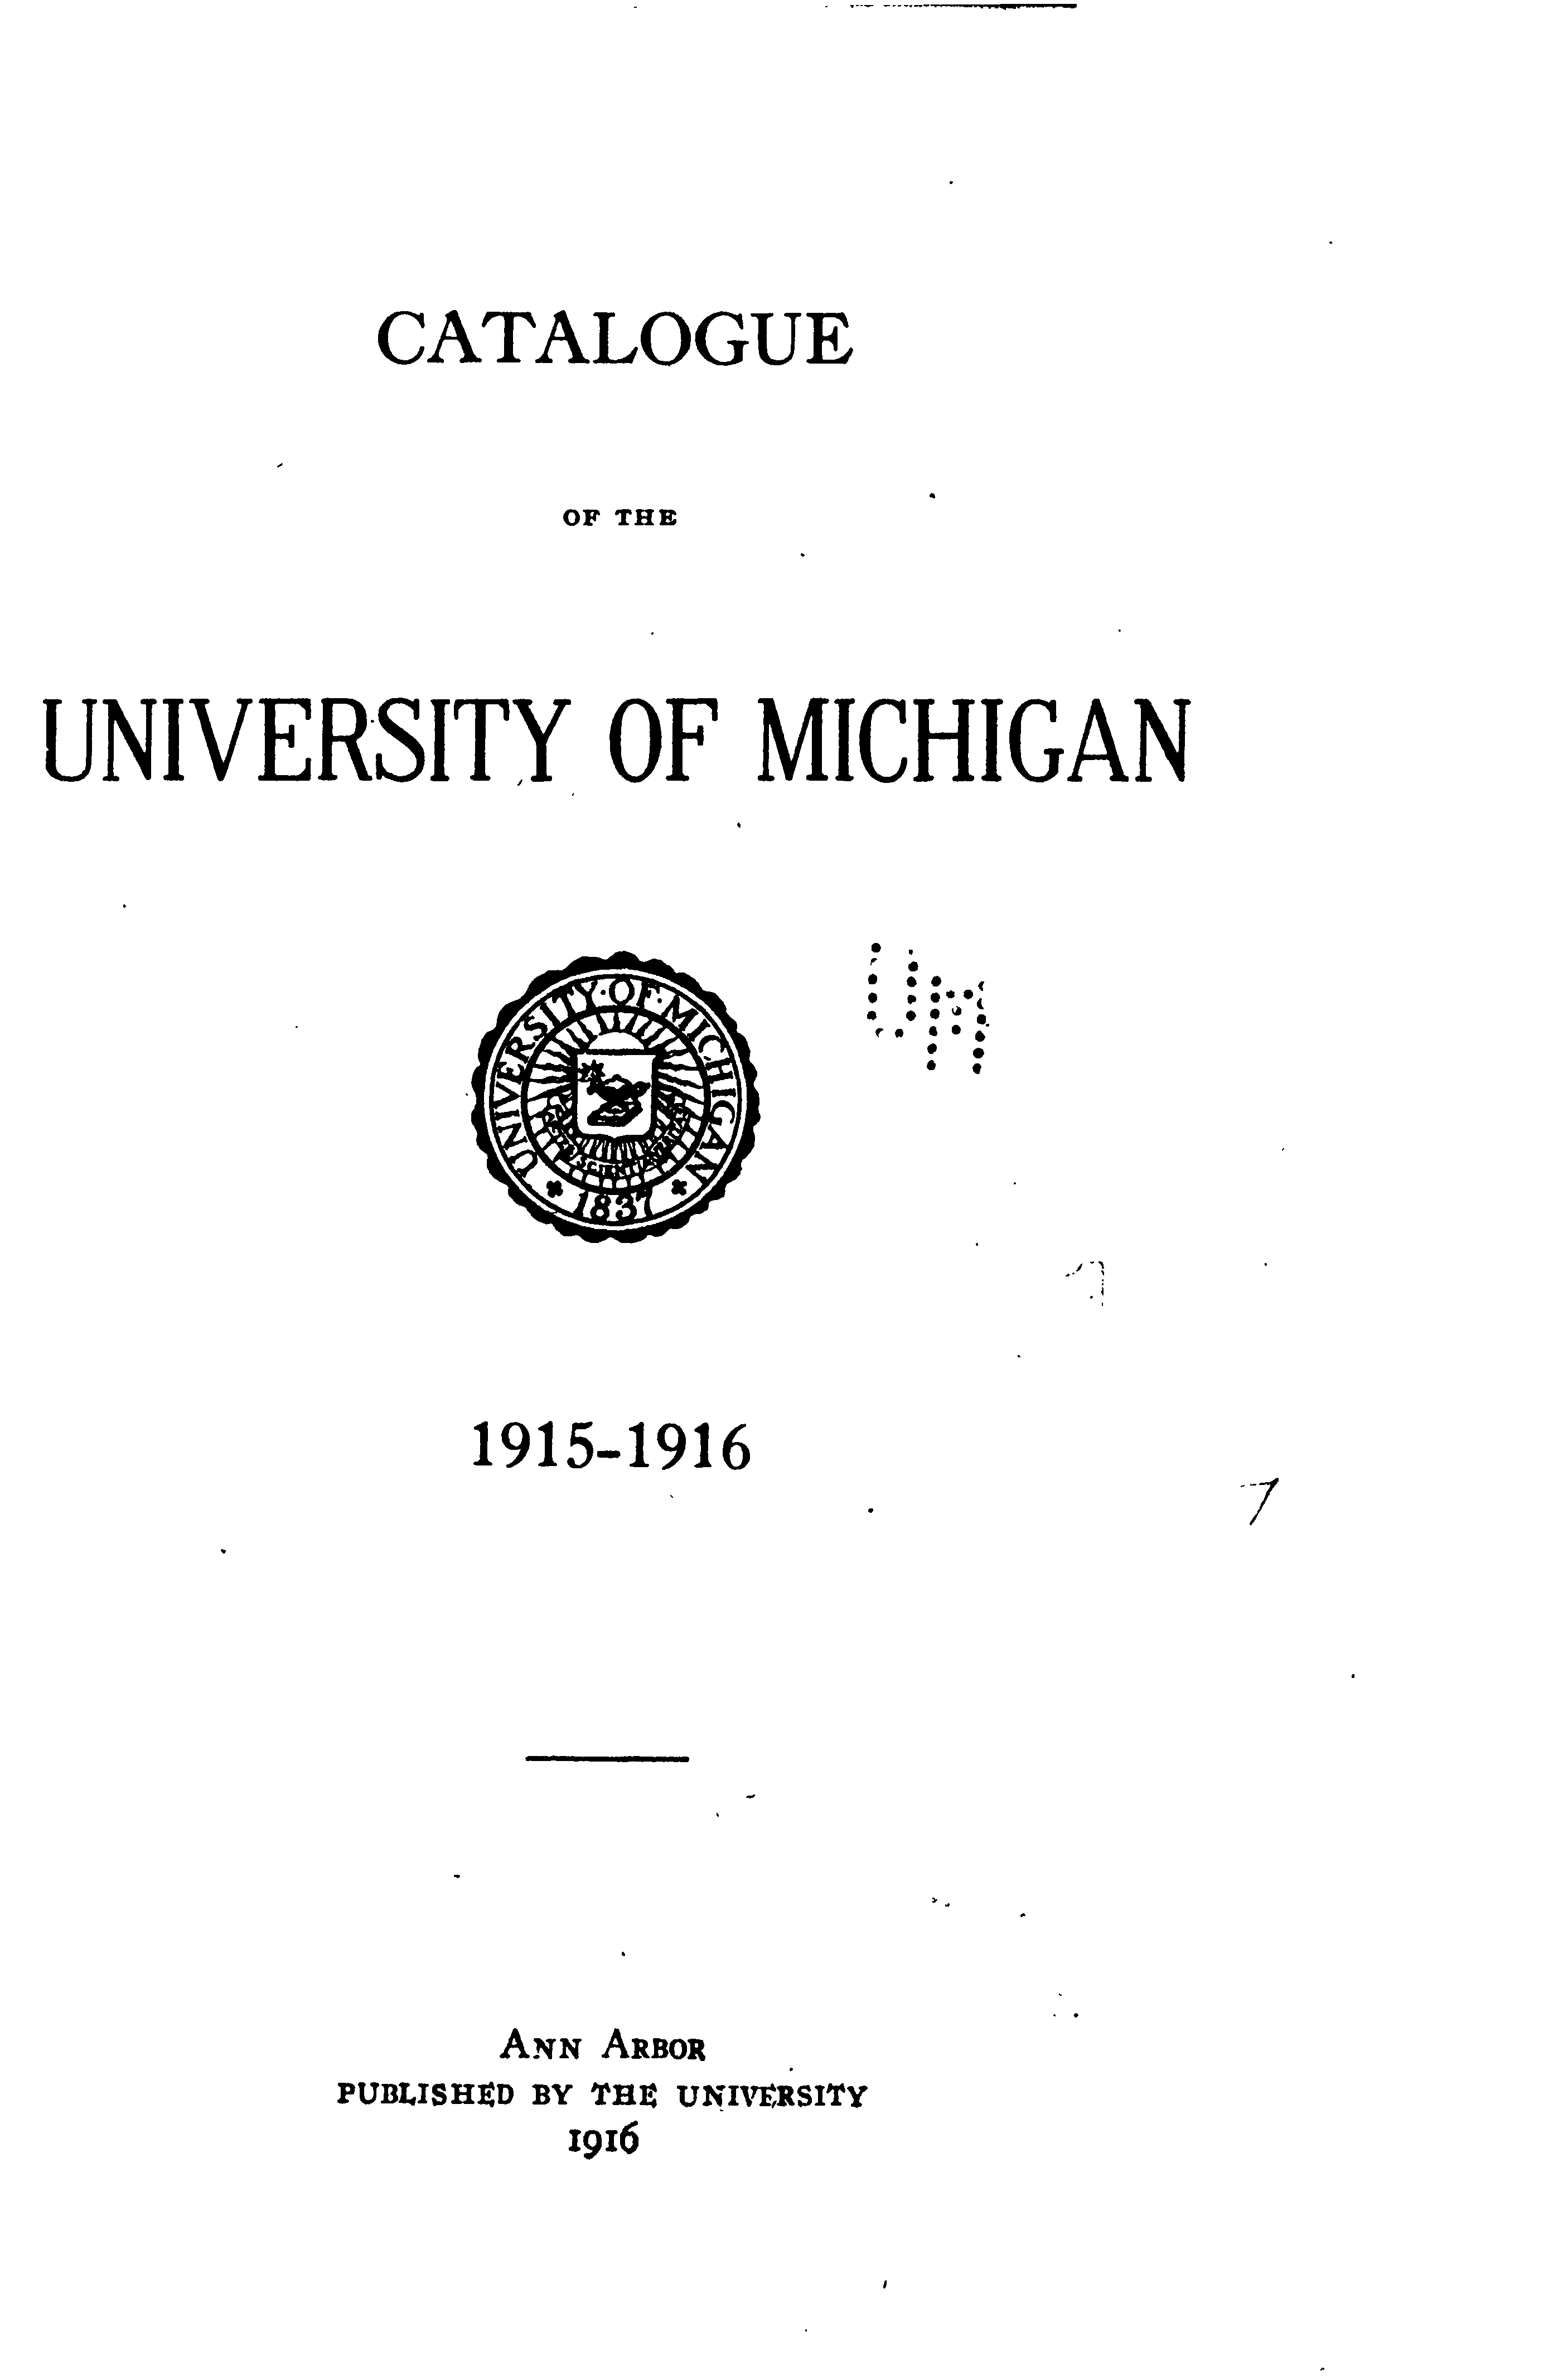 CATALOGUE
OF THE
UNIVERSITY OF MICHIGAN
UNIVERSITY·OF·MICHIGAN
SCIENTIA
1837
UM
1915-1916
7
ANN ARBOR
PUBLISHED BY THE UNIVERSITY
1916